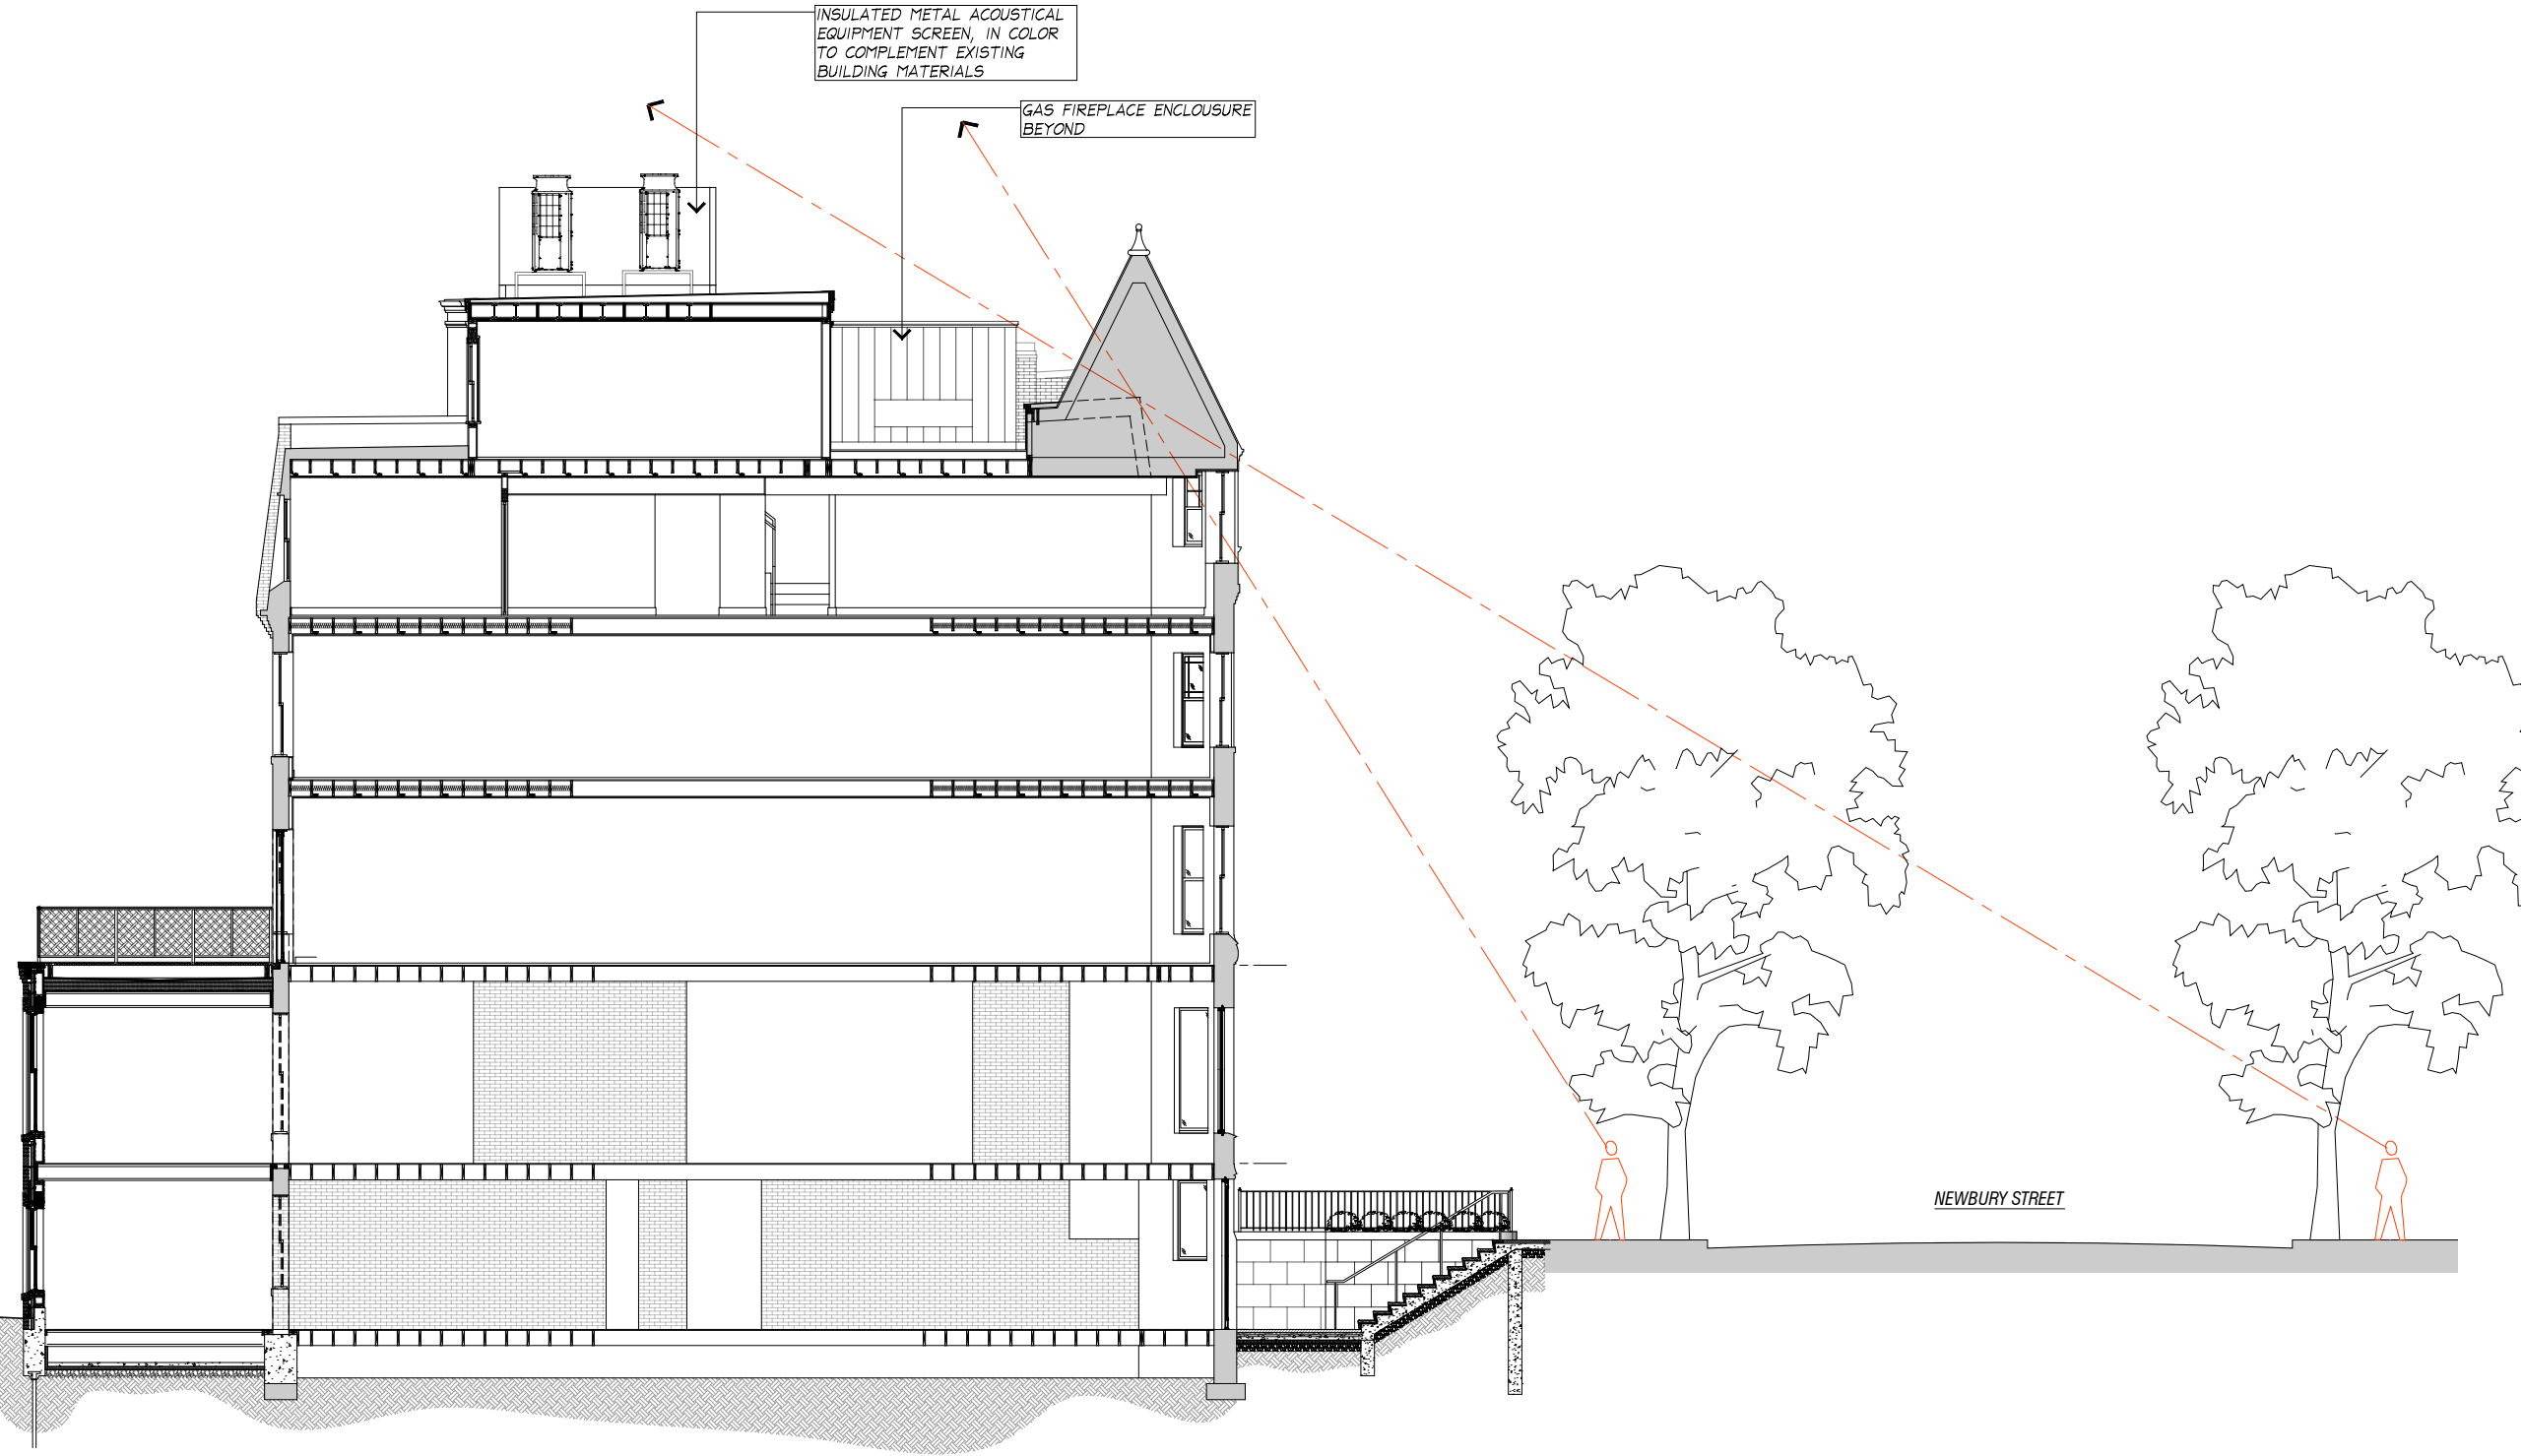 INSULATED METAL ACOUSTICAL
EQUIPMENT SCREEN, IN COLOR
TO COMPLEMENT EXISTING
BUILDING MATERIALS
GAS FIREPLACE ENCLOUSURE
BEYOND
NEWBURY STREET